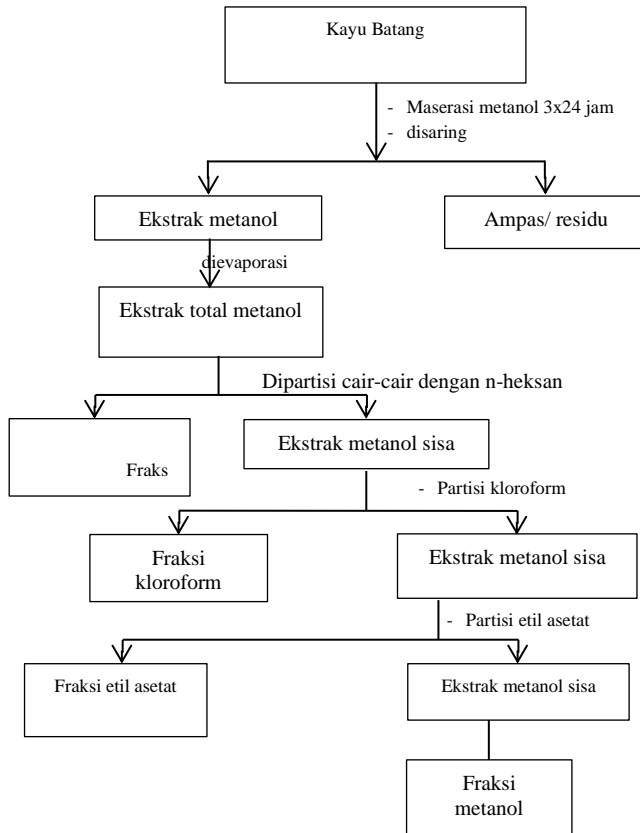 Kayu Batang
- Maserasi metanol 3x24 jam
- disaring
Ekstrak metanol
Ampas/ residu
dievaporasi
Ekstrak total metanol
Dipartisi cair-cair dengan n-heksan
Fraks
Ekstrak metanol sisa
- Partisi kloroform
Fraksi
kloroform
Ekstrak metanol sisa
- Partisi etil asetat
Fraksi etil asetat
Ekstrak metanol sisa
Fraksi
metanol